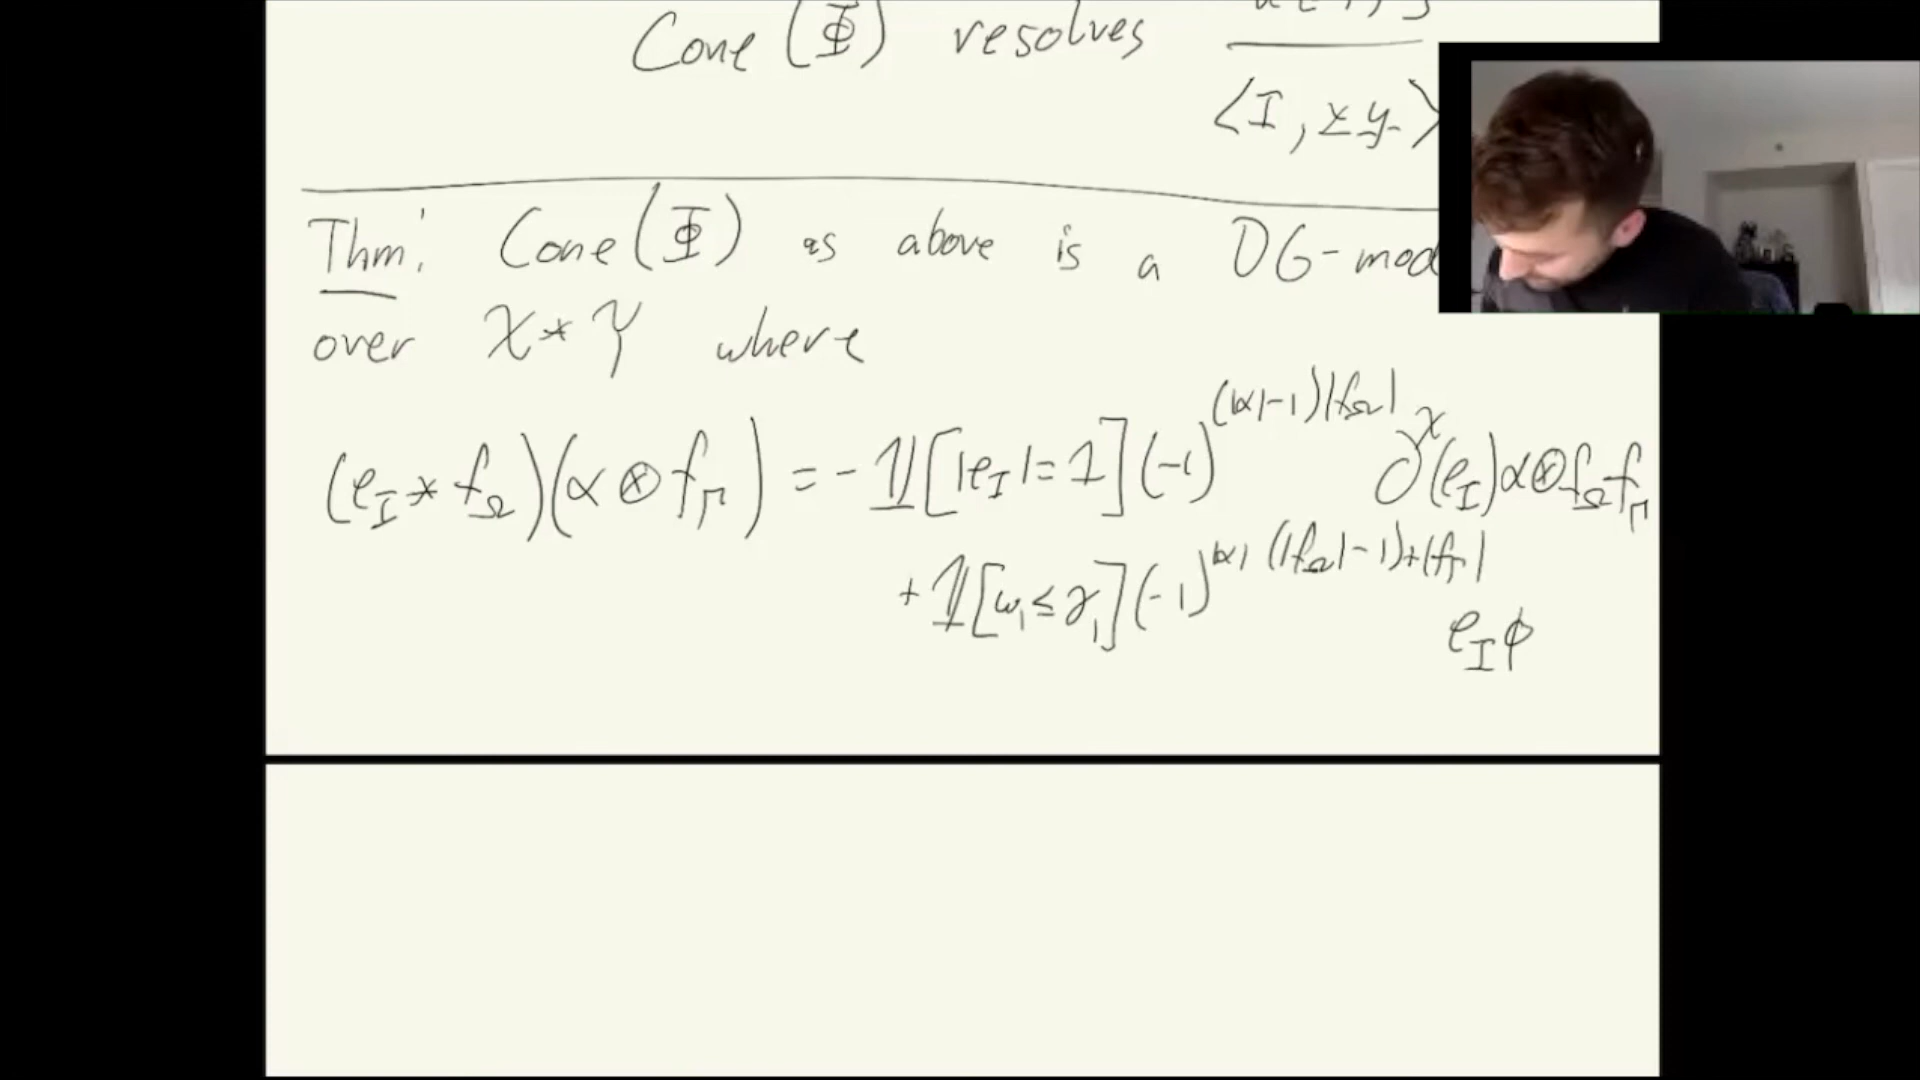 Cone (Φ) resolves
⟨I, x y⟩
Thm: Cone (Φ) as above is a DG-mod
over X * Y where
(e_I * f_Ω)(α ⊗ f_Γ) = - 𝟙[|e_I| = 1] (-1)^{(|α|-1)|f_Ω|} ∂^X(e_I) α ⊗ f_Ω f_Γ
+ 𝟙[ω_1 ≤ γ_1] (-1)^{|α| (|f_Ω| - 1) + |f_Γ|}
e_I ϕ